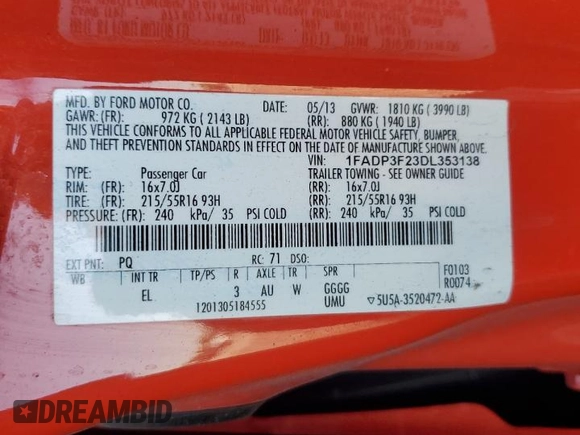 MFD. BY FORD MOTOR CO. DATE: 05/13 GVWR: 1810 KG ( 3990 LB)
GAWR: (FR): 972 KG ( 2143 LB) (RR): 880 KG ( 1940 LB)
THIS VEHICLE CONFORMS TO ALL APPLICABLE FEDERAL MOTOR VEHICLE SAFETY, BUMPER,
AND THEFT PREVENTION STANDARDS IN EFFECT ON THE DATE OF MANUFACTURE SHOWN ABOVE.
VIN: 1FADP3F23DL353138
TYPE: Passenger Car TRAILER TOWING - SEE OWNER GUIDE
RIM: (FR): 16x7.0J (RR): 16x7.0J
TIRE: (FR): 215/55R16 93H (RR): 215/55R16 93H
PRESSURE: (FR): 240 kPa/ 35 PSI COLD (RR): 240 kPa/ 35 PSI COLD
EXT PNT: PQ RC: 71 DSO: F0103
WB INT TR TP/PS R AXLE TR SPR R0074
EL 3 AU W GGGG
1201305184555 UMU ▽5U5A-3520472-AA
DREAMBID